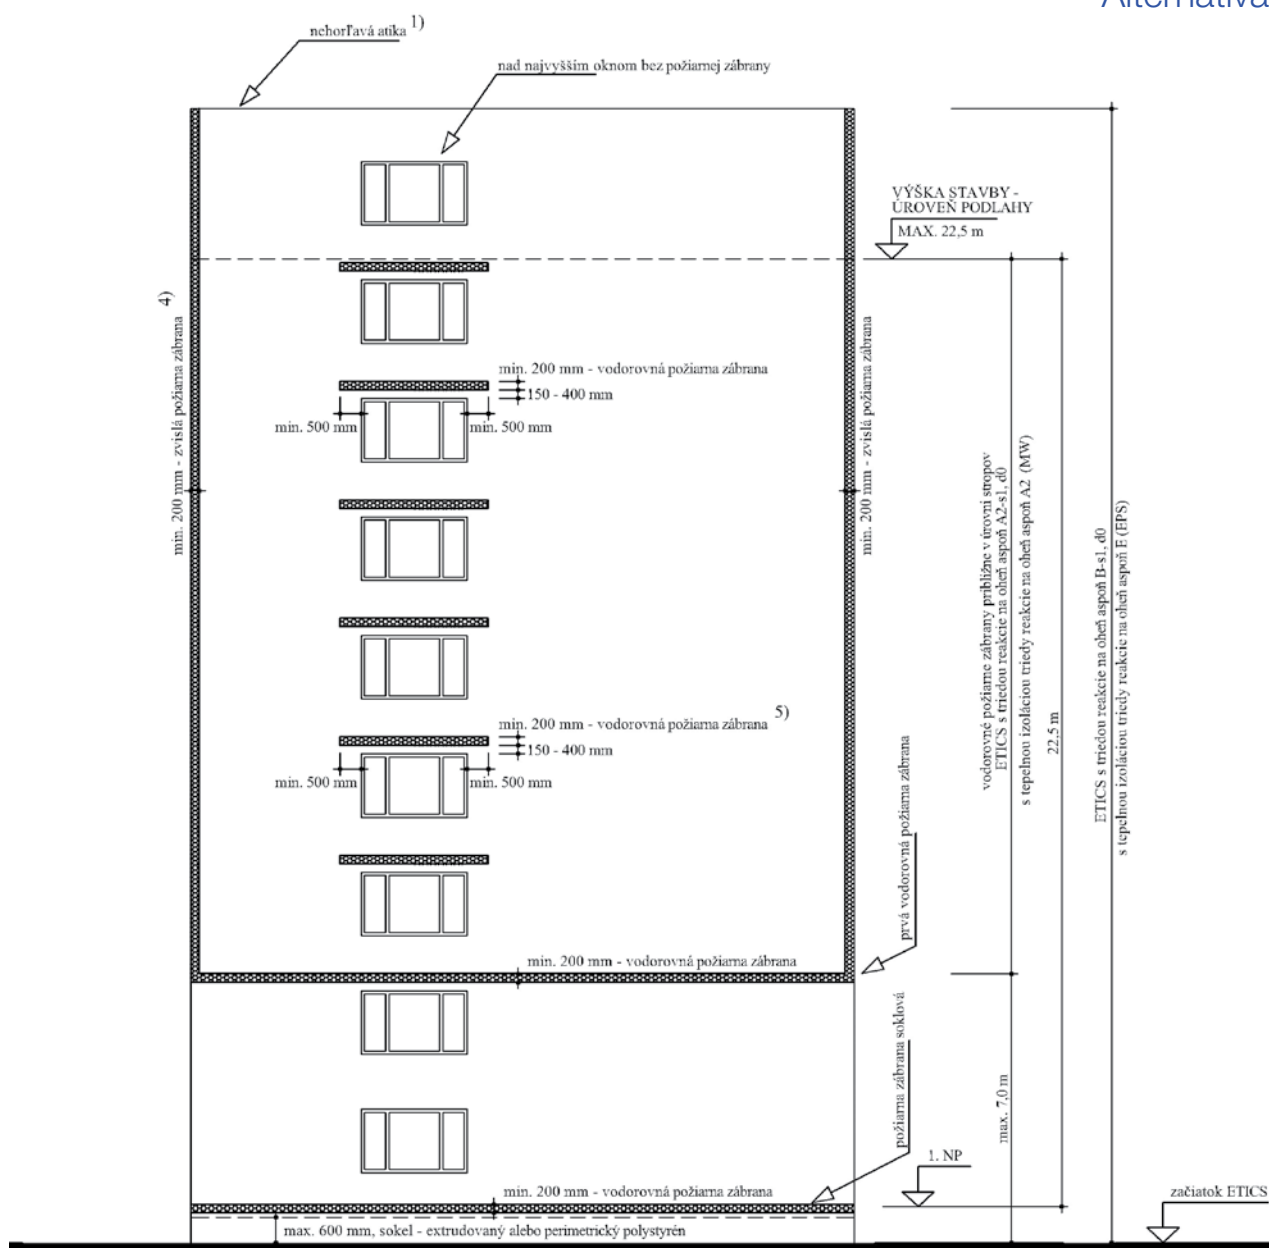 Alternatíva
nehorľavá atika 1)
nad najvyšším oknom bez požiarnej zábrany
VÝŠKA STAVBY -
ÚROVEŇ PODLAHY
MAX. 22,5 m
min. 200 mm - zvislá požiarna zábrana 4)
min. 200 mm - vodorovná požiarna zábrana
150 - 400 mm
min. 500 mm
min. 500 mm
min. 200 mm - zvislá požiarna zábrana
vodorovné požiarne zábrany približne v úrovni stropov
ETICS s triedou reakcie na oheň aspoň A2-s1, d0
s tepelnou izoláciou triedy reakcie na oheň aspoň A2 (MW)
22,5 m
ETICS s triedou reakcie na oheň aspoň B-s1, d0
s tepelnou izoláciou triedy reakcie na oheň aspoň E (EPS)
min. 200 mm - vodorovná požiarna zábrana 5)
150 - 400 mm
min. 500 mm
min. 500 mm
prvá vodorovná požiarna zábrana
min. 200 mm - vodorovná požiarna zábrana
požiarna zábrana soklová
max. 7,0 m
1. NP
min. 200 mm - vodorovná požiarna zábrana
začiatok ETICS
max. 600 mm, sokel - extrudovaný alebo perimetrický polystyrén